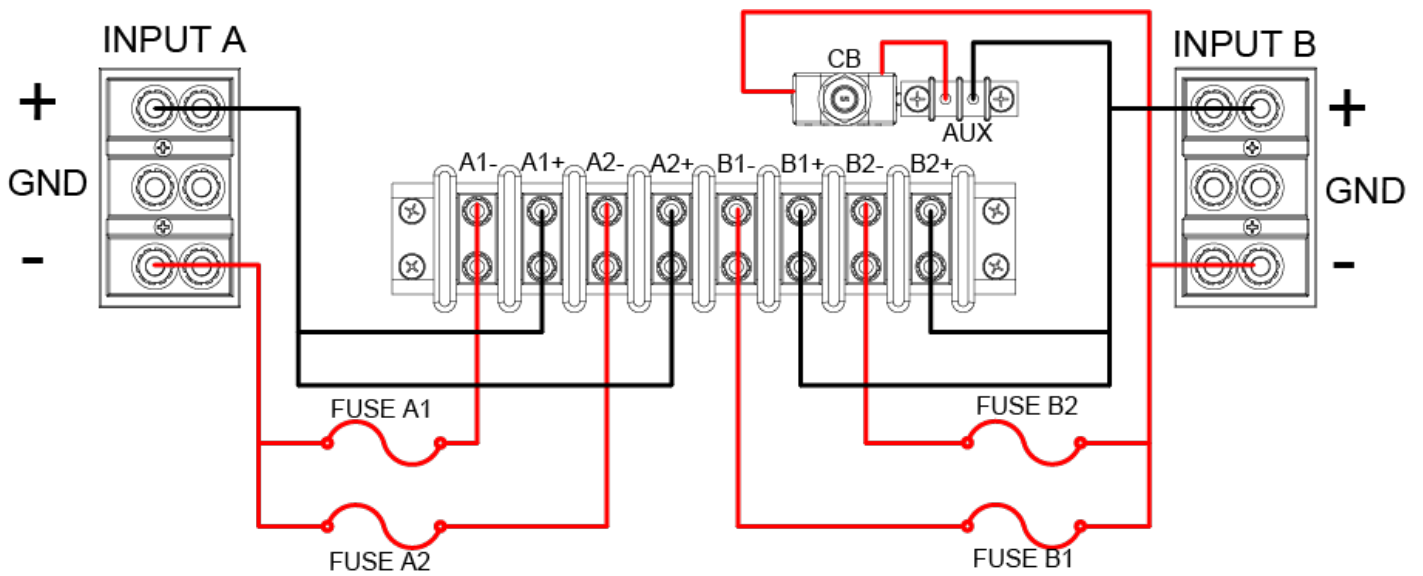 INPUT A
INPUT B
CB
+
+
AUX
A1- A1+ A2- A2+ B1- B1+ B2- B2+
GND
GND
-
-
FUSE A1
FUSE B2
FUSE A2
FUSE B1